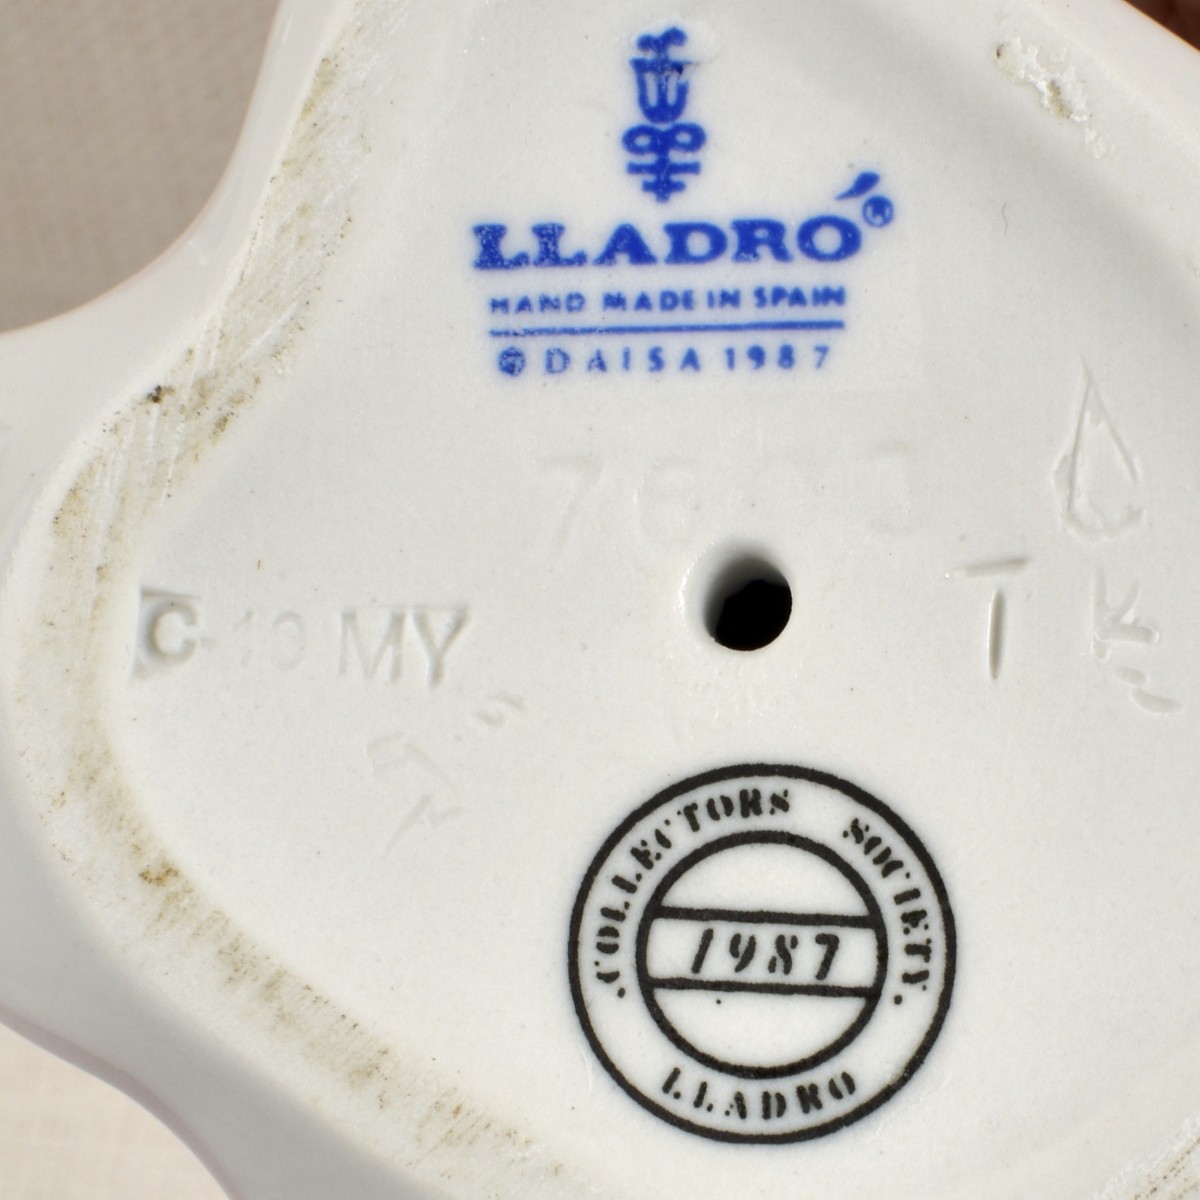 LLADRÓ®
HAND MADE IN SPAIN
© DAISA 1987
C-19 MY
T
K
·COLLECTORS SOCIETY·
1987
LLADRO